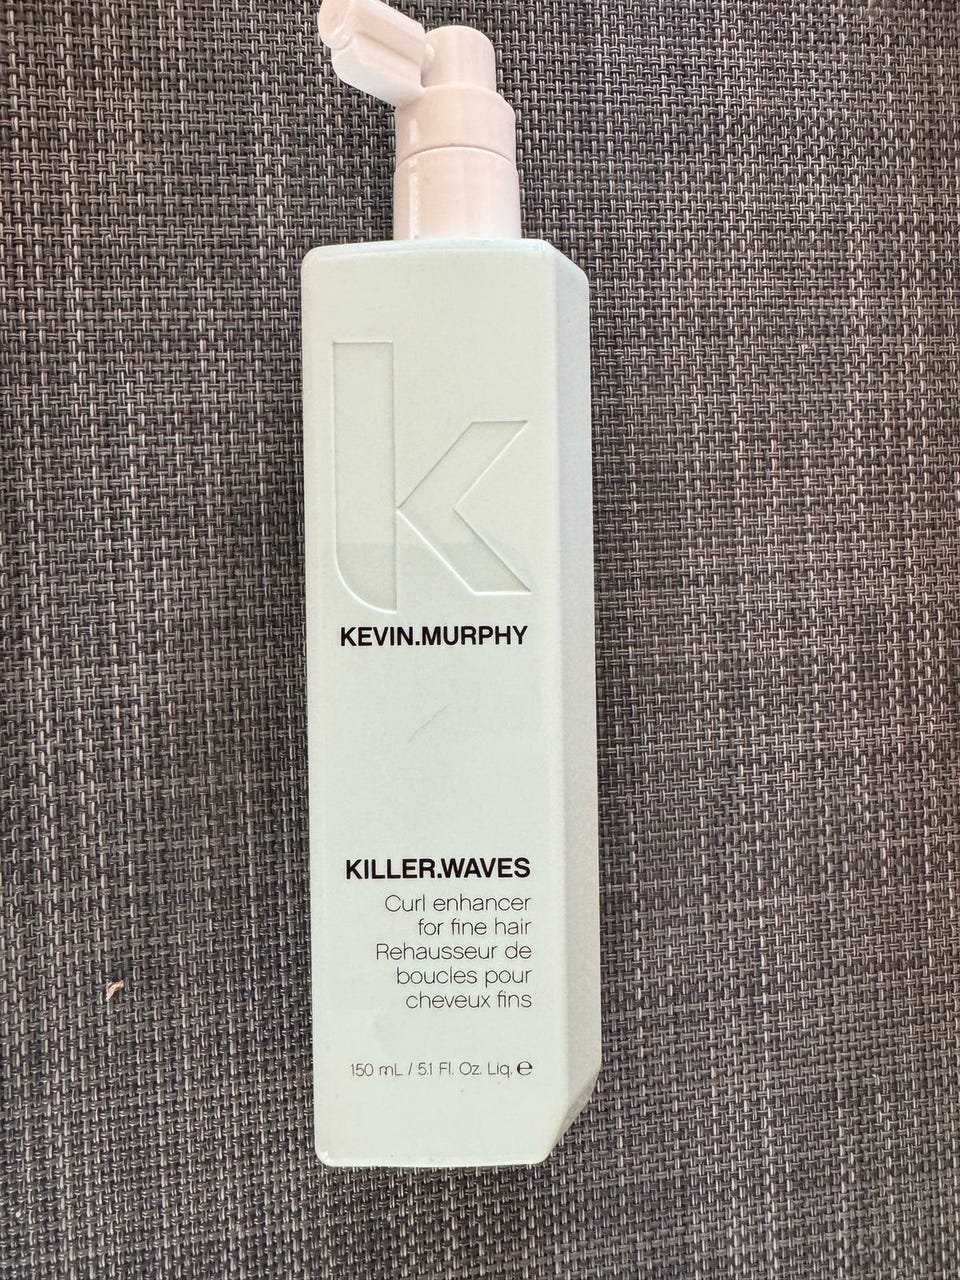 k
KEVIN.MURPHY
KILLER.WAVES
Curl enhancer
for fine hair
Rehausseur de
boucles pour
cheveux fins
150 mL / 5.1 Fl. Oz. Liq. ℮